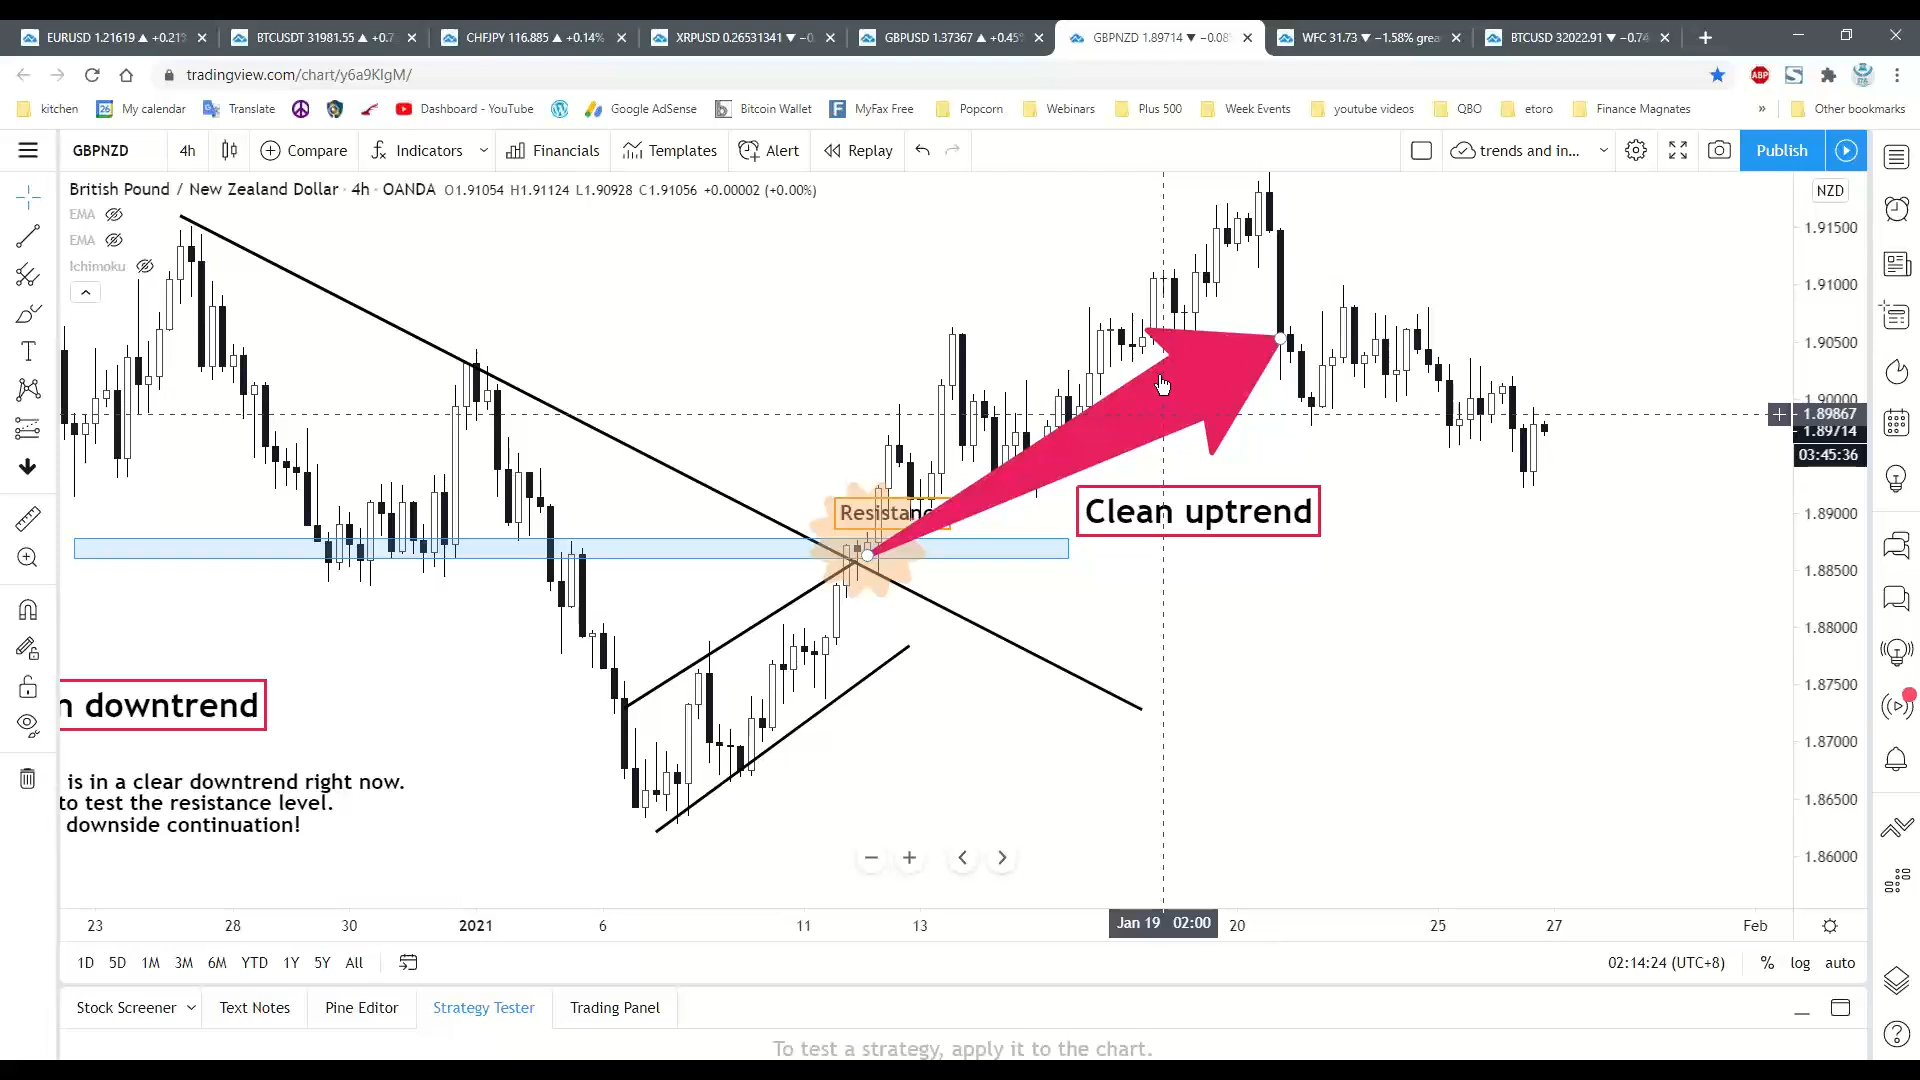 EURUSD 1.21619 ▲ +0.21%
BTCUSDT 31981.55 ▲ +0.7
CHFJPY 116.885 ▲ +0.14%
XRPUSD 0.26531341 ▼ −0.
GBPUSD 1.37367 ▲ +0.45%
GBPNZD 1.89714 ▼ −0.08
WFC 31.73 ▼ −1.58% grea
BTCUSD 32022.91 ▼ −0.74
tradingview.com/chart/y6a9KIgM/
ABP
kitchen
26
My calendar
Translate
Dashboard - YouTube
Google AdSense
Bitcoin Wallet
MyFax Free
Popcorn
Webinars
Plus 500
Week Events
youtube videos
QBO
etoro
Finance Magnates
»
Other bookmarks
GBPNZD
4h
Compare
Indicators
Financials
Templates
Alert
Replay
trends and in...
Publish
British Pound / New Zealand Dollar · 4h · OANDA O1.91054 H1.91124 L1.90928 C1.91056 +0.00002 (+0.00%)
EMA
EMA
Ichimoku
NZD
1.91500
1.91000
1.90500
1.90000
1.89867
1.89714
03:45:36
1.89000
1.88500
1.88000
1.87500
1.87000
1.86500
1.86000
Resistanc
Clean uptrend
n downtrend
is in a clear downtrend right now.
to test the resistance level.
downside continuation!
23
28
30
2021
6
11
13
Jan 19 02:00
20
25
27
Feb
1D 5D 1M 3M 6M YTD 1Y 5Y All
02:14:24 (UTC+8)
% log auto
Stock Screener
Text Notes
Pine Editor
Strategy Tester
Trading Panel
To test a strategy, apply it to the chart.